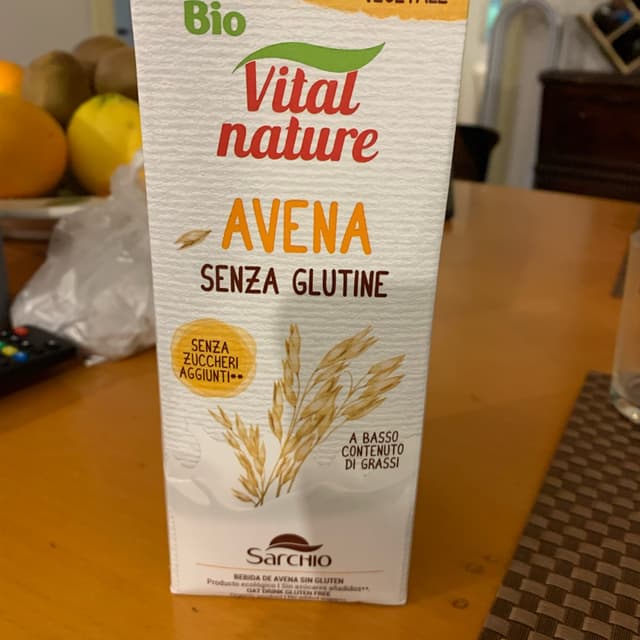 VEGETALE
Bio
Vital
nature
AVENA
SENZA GLUTINE
SENZA
ZUCCHERI
AGGIUNTI••
A BASSO
CONTENUTO
DI GRASSI
SARCHIO
BEBIDA DE AVENA SIN GLUTEN
Producto ecológico | Sin azúcares añadidos**.
OAT DRINK GLUTEN FREE